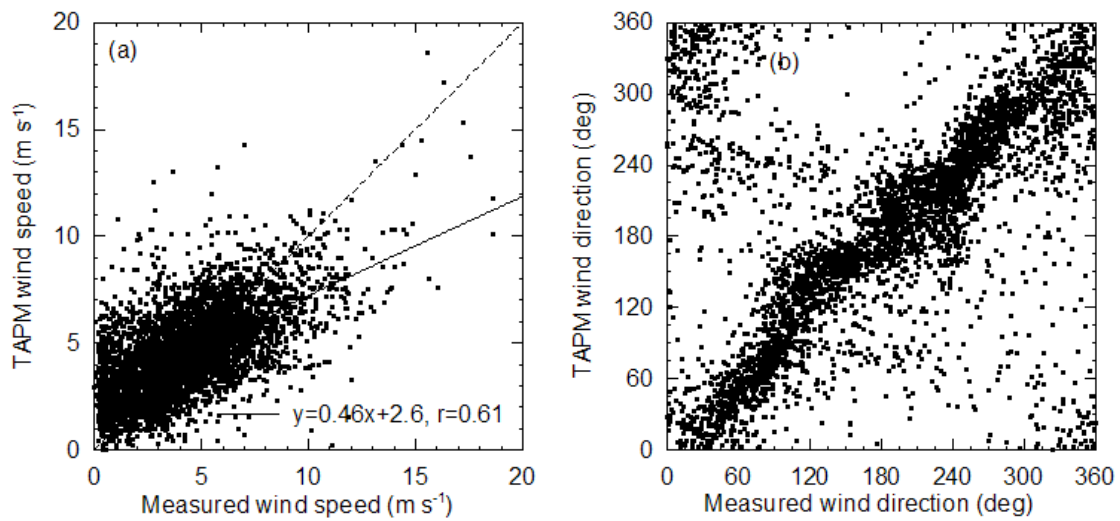 (a)
TAPM wind speed (m s⁻¹)
20
15
10
5
0
y=0.46x+2.6, r=0.61
0 5 10 15 20
Measured wind speed (m s⁻¹)
(b)
TAPM wind direction (deg)
360
300
240
180
120
60
0
0 60 120 180 240 300 360
Measured wind direction (deg)